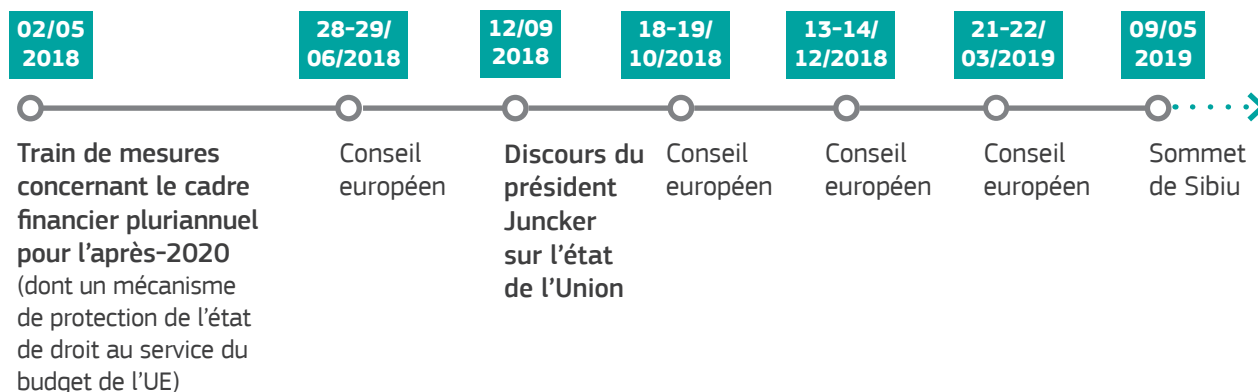 02/05
2018
28-29/
06/2018
12/09
2018
18-19/
10/2018
13-14/
12/2018
21-22/
03/2019
09/05
2019
Train de mesures
concernant le cadre
financier pluriannuel
pour l'après-2020
(dont un mécanisme
de protection de l'état
de droit au service du
budget de l'UE)
Conseil
européen
Discours du
président
Juncker
sur l'état
de l'Union
Conseil
européen
Conseil
européen
Conseil
européen
Sommet
de Sibiu